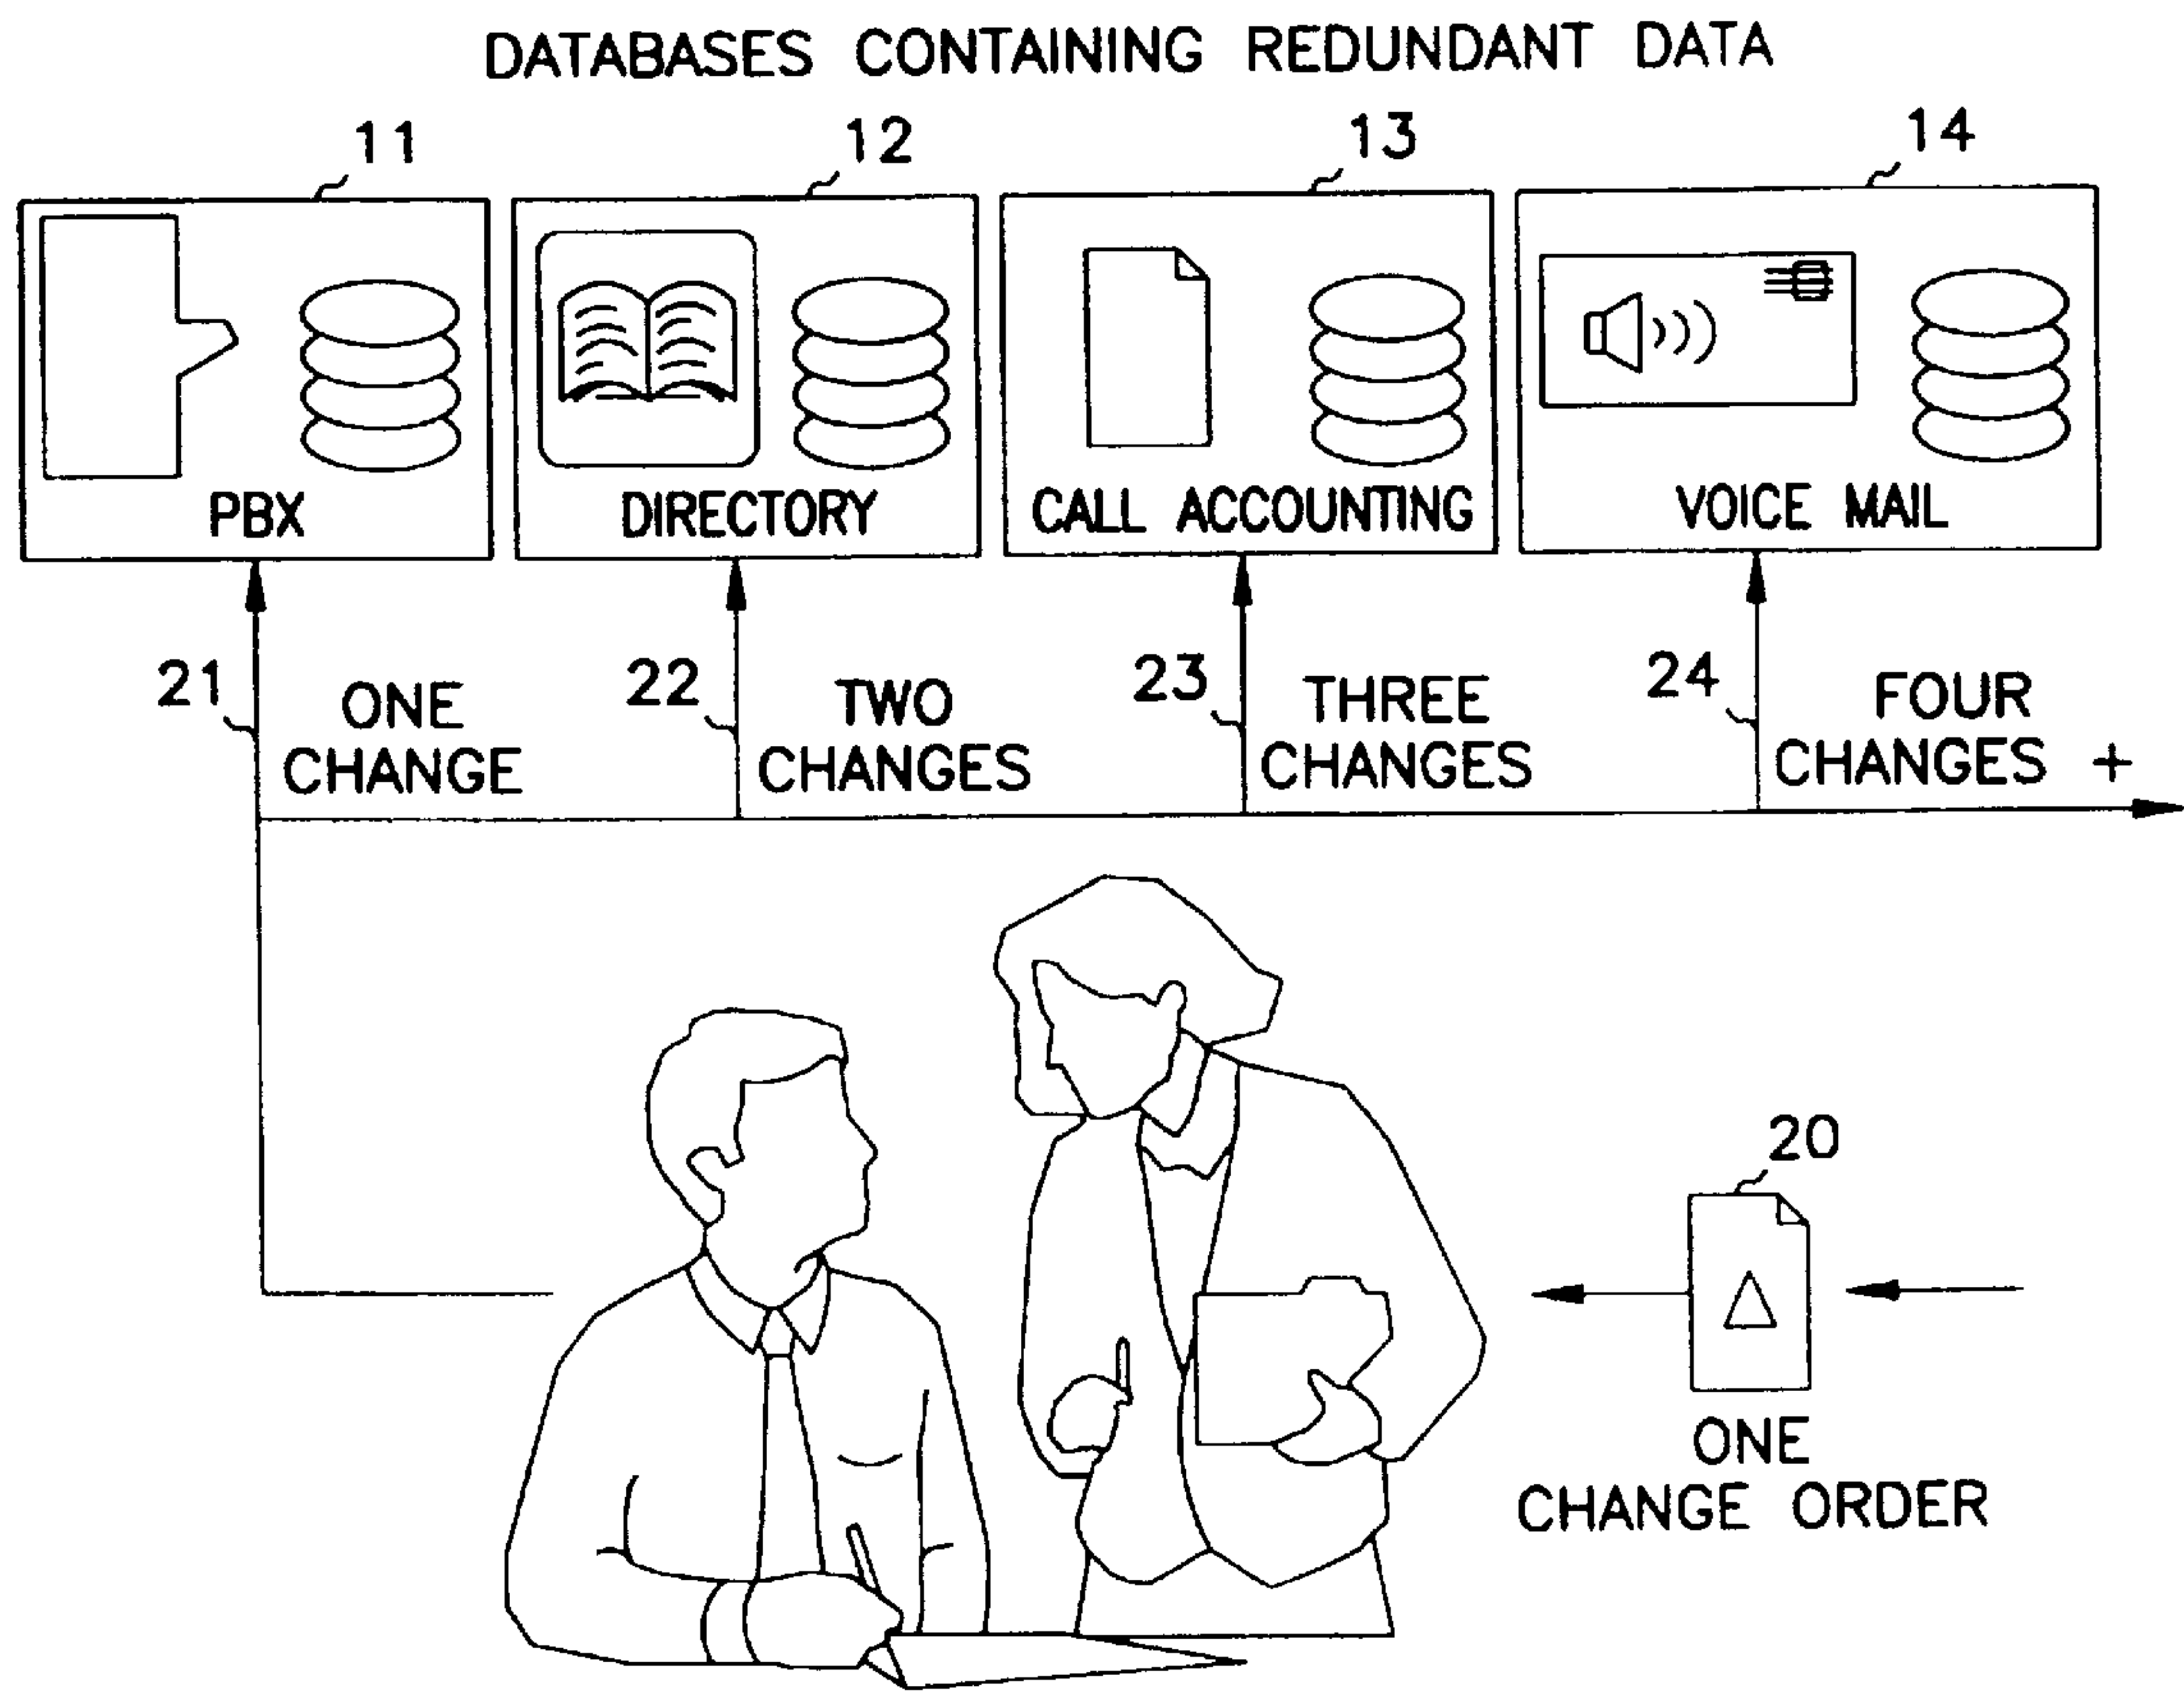 DATABASES CONTAINING REDUNDANT DATA
11 12 13 14
PBX DIRECTORY CALL ACCOUNTING VOICE MAIL
21 22 23 24
ONE TWO THREE FOUR
CHANGE CHANGES CHANGES CHANGES +
20
Δ
ONE
CHANGE ORDER